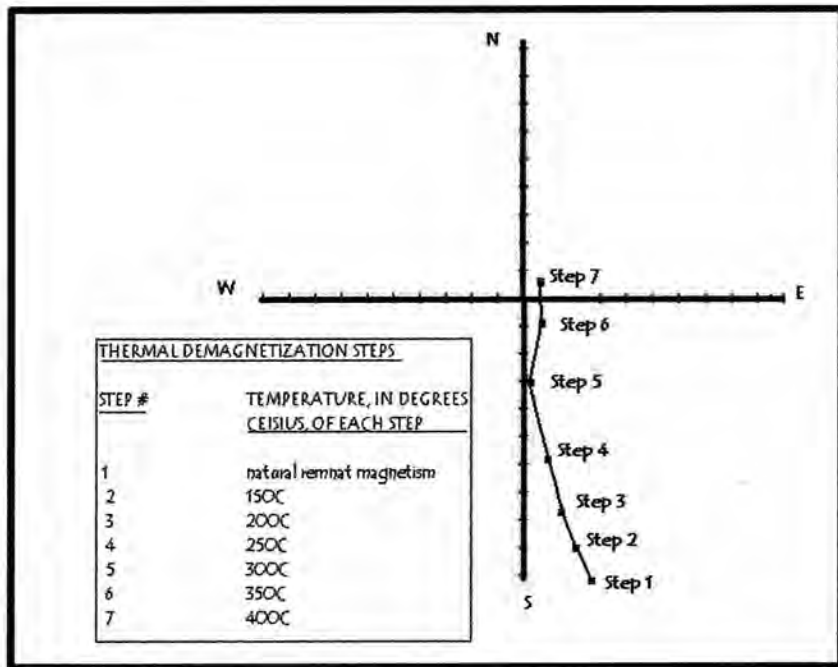 N
Step 7
W
E
Step 6
THERMAL DEMAGNETIZATION STEPS
Step 5
STEP # TEMPERATURE, IN DEGREES
CElSIUS, OF EACH STEP
Step 4
1 natural remnat magnetism
2 150C
Step 3
3 200C
4 250C
Step 2
5 300C
Step 1
6 350C
S
7 400C